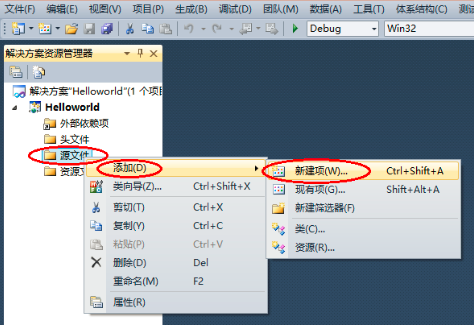 文件(F) 编辑(E) 视图(V) 项目(P) 生成(B) 调试(D) 团队(M) 数据(A) 工具(T) 体系结构(C) 测试
Debug Win32
解决方案资源管理器
解决方案"Helloworld"(1 个项
Helloworld
外部依赖项
头文件
源文件
资源文
添加(D)
类向导(Z)... Ctrl+Shift+X
剪切(T) Ctrl+X
复制(Y) Ctrl+C
粘贴(P) Ctrl+V
删除(D) Del
重命名(M) F2
属性(R)
新建项(W)... Ctrl+Shift+A
现有项(G)... Shift+Alt+A
新建筛选器(F)
类(C)...
资源(R)...